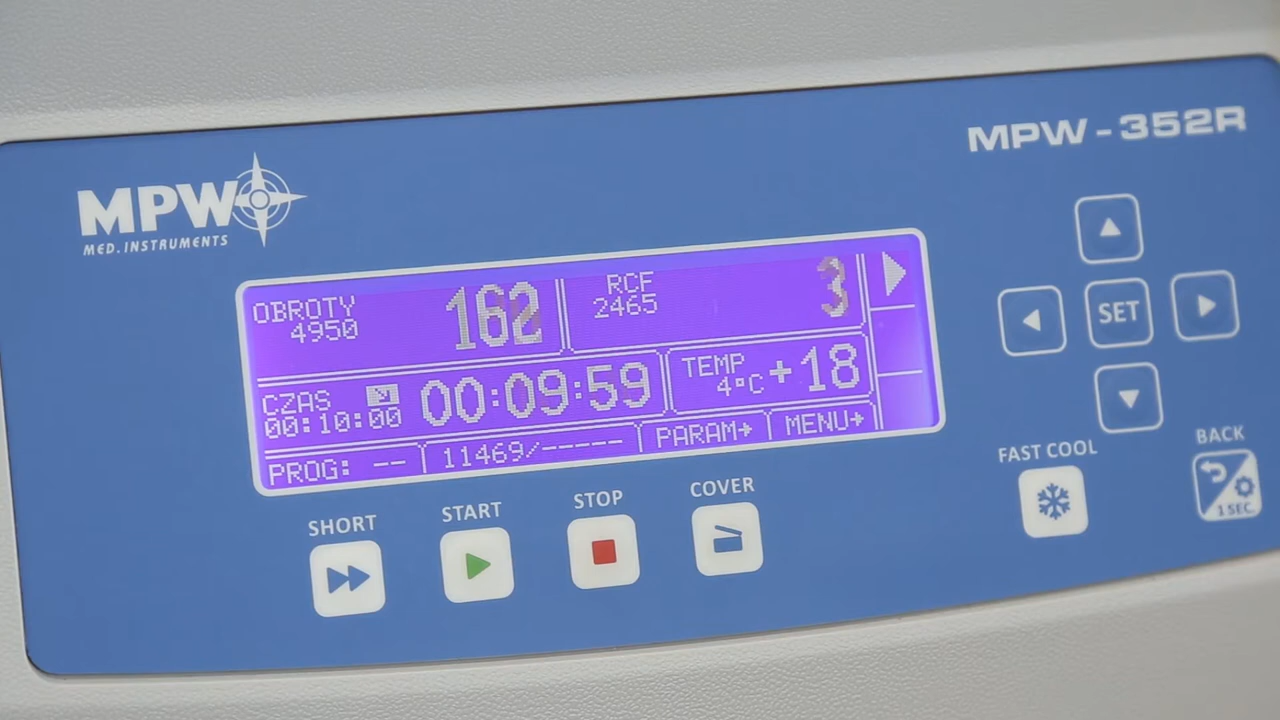 MPW - 352R
MPW
MED. INSTRUMENTS
OBROTY
4950
162
RCF
2465
3
CZAS
00:10:00
00:09:59
TEMP
4°C
+18
PROG: --
11469/-----
PARAM→
MENU→
SET
FAST COOL
BACK
1 SEC.
SHORT
START
STOP
COVER